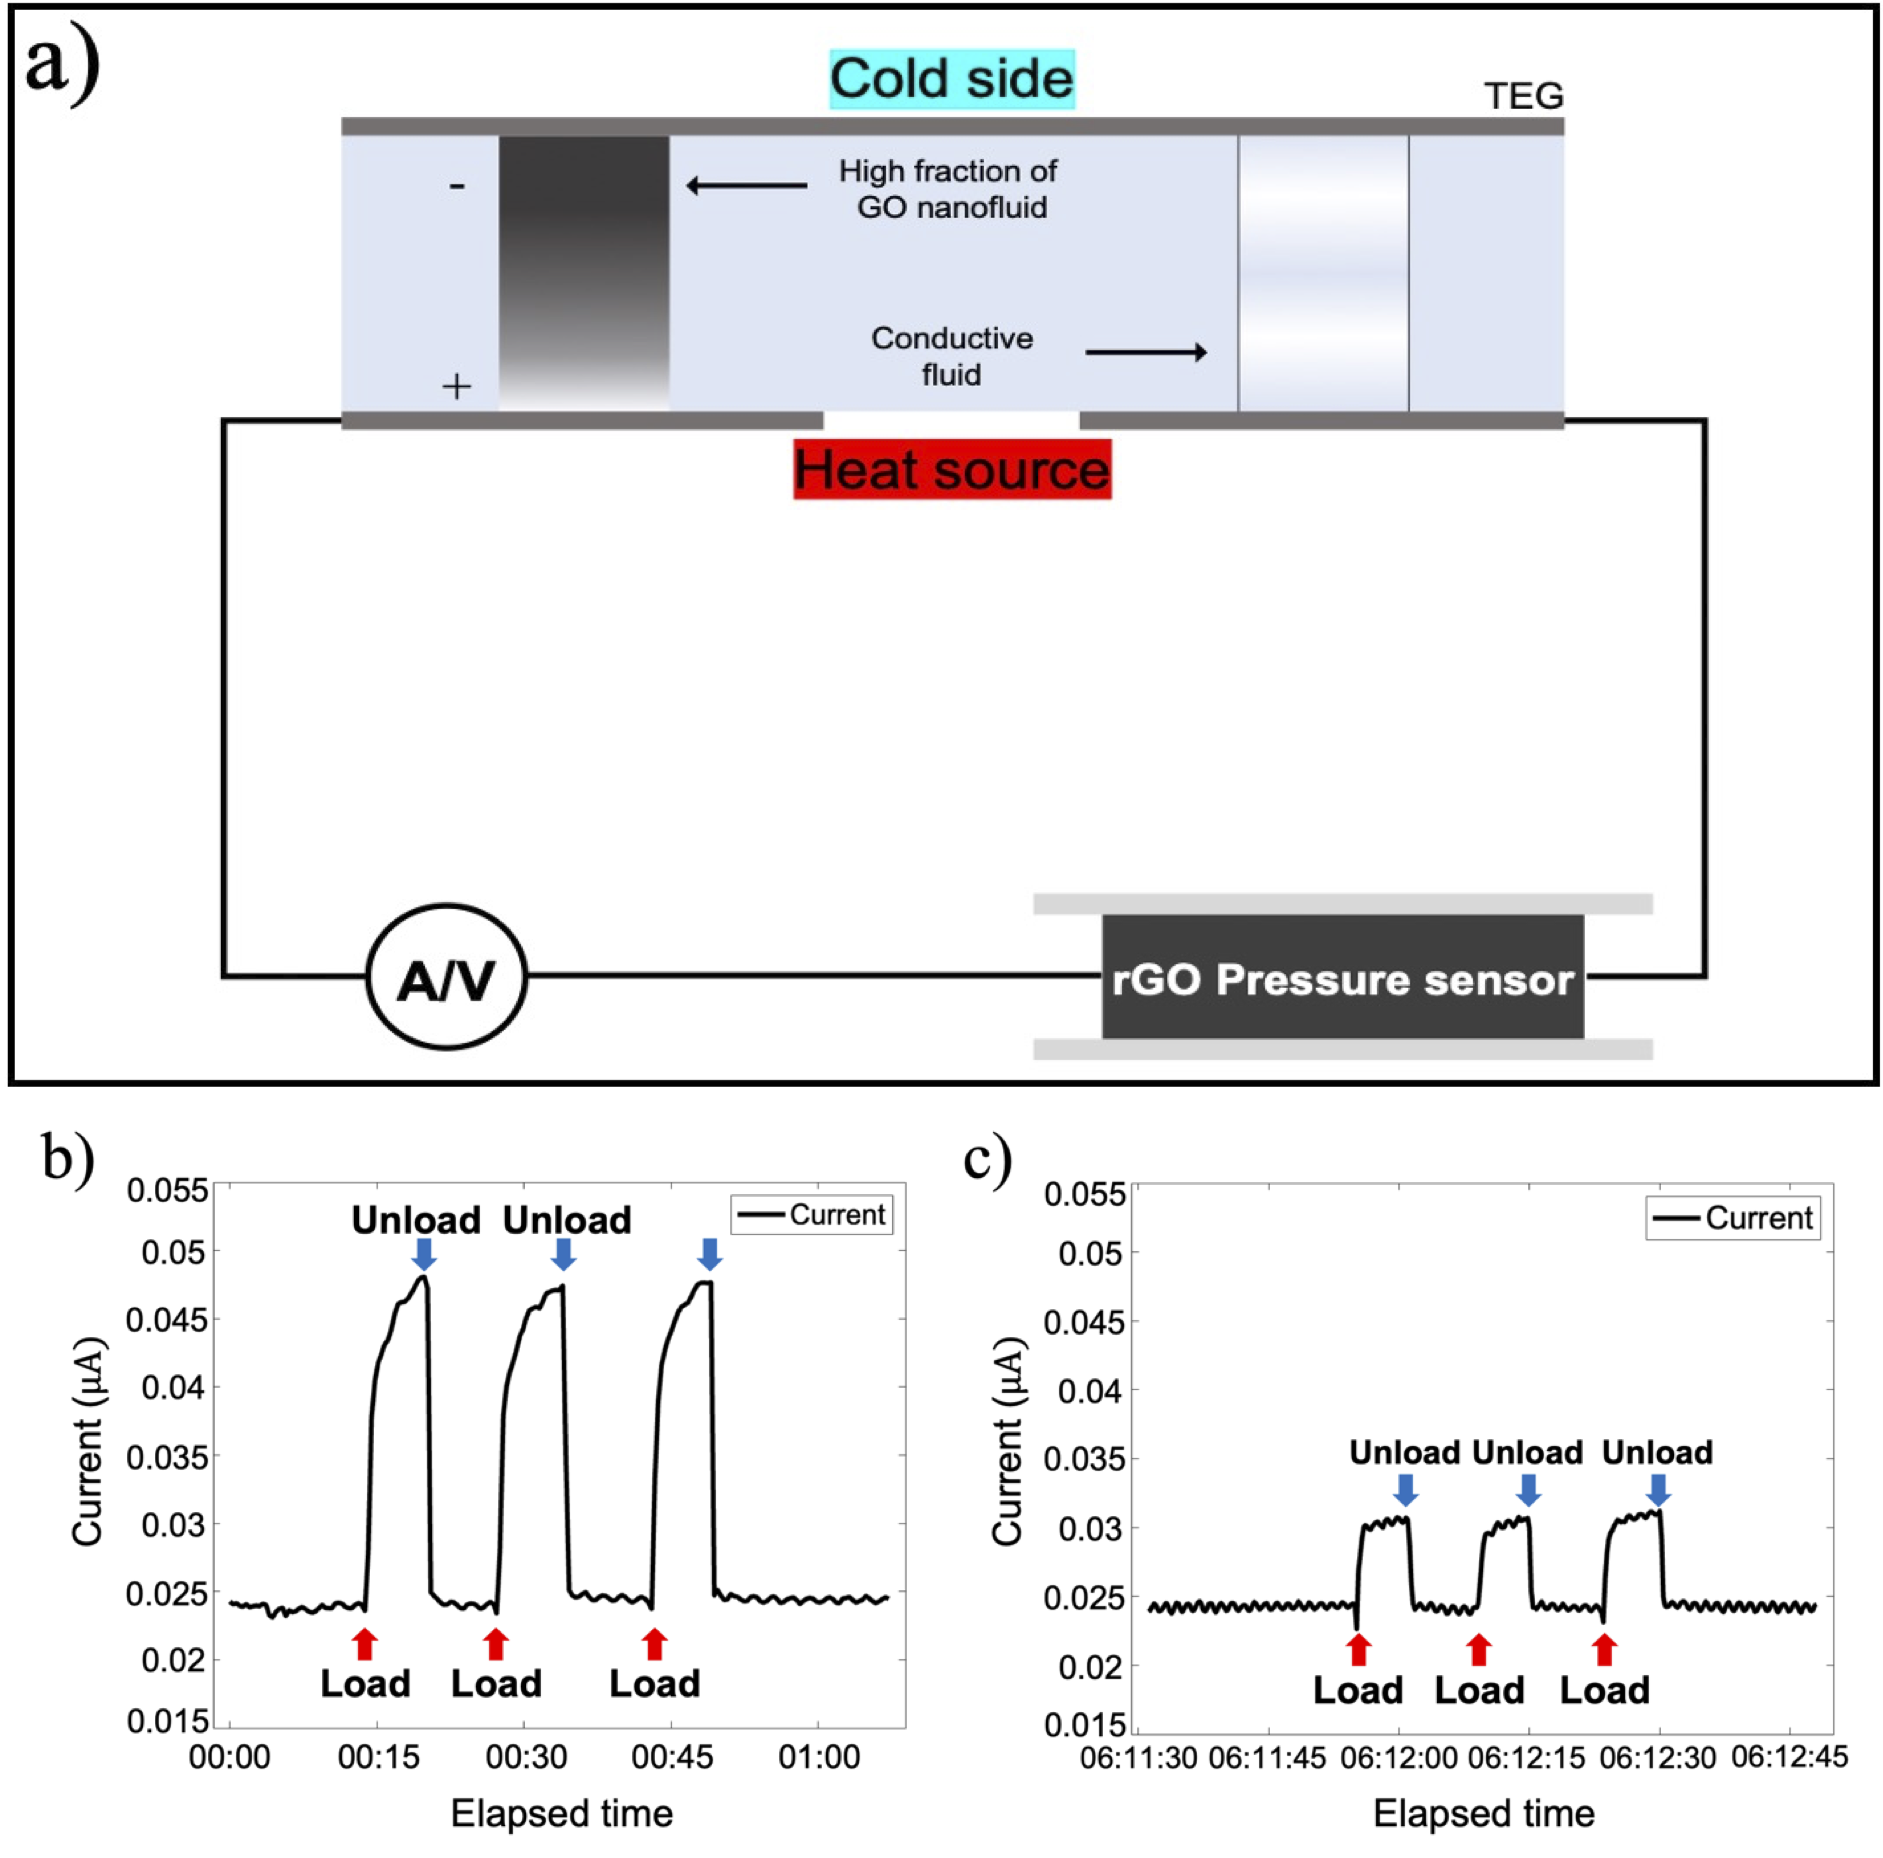 a)
Cold side
TEG
-
High fraction of
GO nanofluid
Conductive
fluid
+
Heat source
A/V
rGO Pressure sensor
b)
0.055
0.05
0.045
0.04
0.035
0.03
0.025
0.02
0.015
Current (μA)
Unload Unload
Current
Load Load Load
00:00 00:15 00:30 00:45 01:00
Elapsed time
c)
0.055
0.05
0.045
0.04
0.035
0.03
0.025
0.02
0.015
Current (μA)
Current
Unload Unload Unload
Load Load Load
06:11:30 06:11:45 06:12:00 06:12:15 06:12:30 06:12:45
Elapsed time